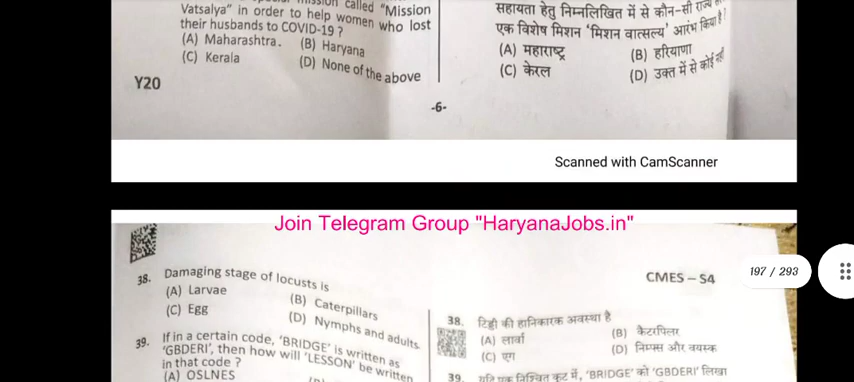 called "Mission
Vatsalya" in order to help women who lost
their husbands to COVID-19 ?
(A) Maharashtra. (B) Haryana
(C) Kerala (D) None of the above
सहायता हेतु निम्नलिखित में से कौन-सी राज्य
एक विशेष मिशन 'मिशन वात्सल्य' आरंभ किया है?
(A) महाराष्ट्र (B) हरियाणा
(C) केरल (D) उक्त में से कोई नहीं
Y20
-6-
Scanned with CamScanner
Join Telegram Group "HaryanaJobs.in"
CMES – S4
197 / 293
38. Damaging stage of locusts is
(A) Larvae (B) Caterpillars
(C) Egg (D) Nymphs and adults
39. If in a certain code, 'BRIDGE' is written as
'GBDERI', then how will 'LESSON' be written
in that code ?
(A) OSLNES
38. टिड्डी की हानिकारक अवस्था है
(A) लार्वा (B) कैटरपिलर
(C) एग (D) निम्फ्स और वयस्क
39. यदि एक निश्चित कूट में, 'BRIDGE' को 'GBDERI' लिखा